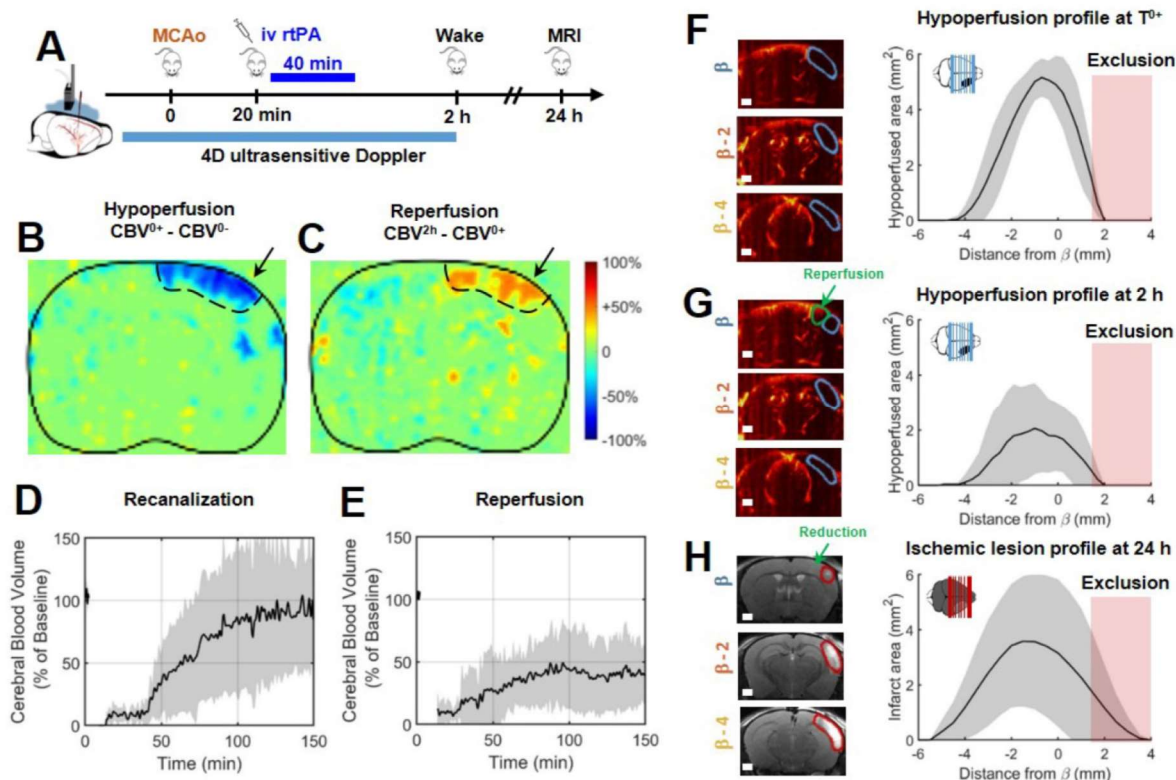 A
MCAo
iv rtPA
40 min
Wake
MRI
0
20 min
2 h
24 h
4D ultrasensitive Doppler
B
Hypoperfusion
CBV0+ - CBV0-
C
Reperfusion
CBV2h - CBV0+
100%
+50%
0
-50%
-100%
D
Recanalization
Cerebral Blood Volume
(% of Baseline)
150
100
50
0
0
50
100
150
Time (min)
E
Reperfusion
Cerebral Blood Volume
(% of Baseline)
150
100
50
0
0
50
100
150
Time (min)
F
β
β-2
β-4
Hypoperfusion profile at T0+
Exclusion
Hypoperfused area (mm2)
6
4
2
0
-6
-4
-2
0
2
4
Distance from β (mm)
G
Reperfusion
β
β-2
β-4
Hypoperfusion profile at 2 h
Exclusion
Hypoperfused area (mm2)
6
4
2
0
-6
-4
-2
0
2
4
Distance from β (mm)
H
Reduction
β
β-2
β-4
Ischemic lesion profile at 24 h
Exclusion
Infarct area (mm2)
6
4
2
0
-6
-4
-2
0
2
4
Distance from β (mm)